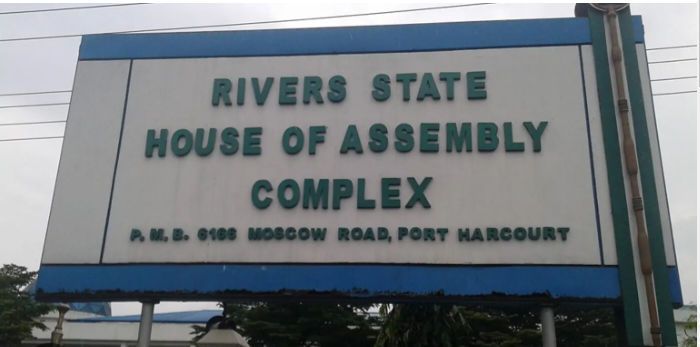 RIVERS STATE
HOUSE OF ASSEMBLY
COMPLEX
P. M. B. 6166 MOSCOW ROAD, PORT HARCOURT